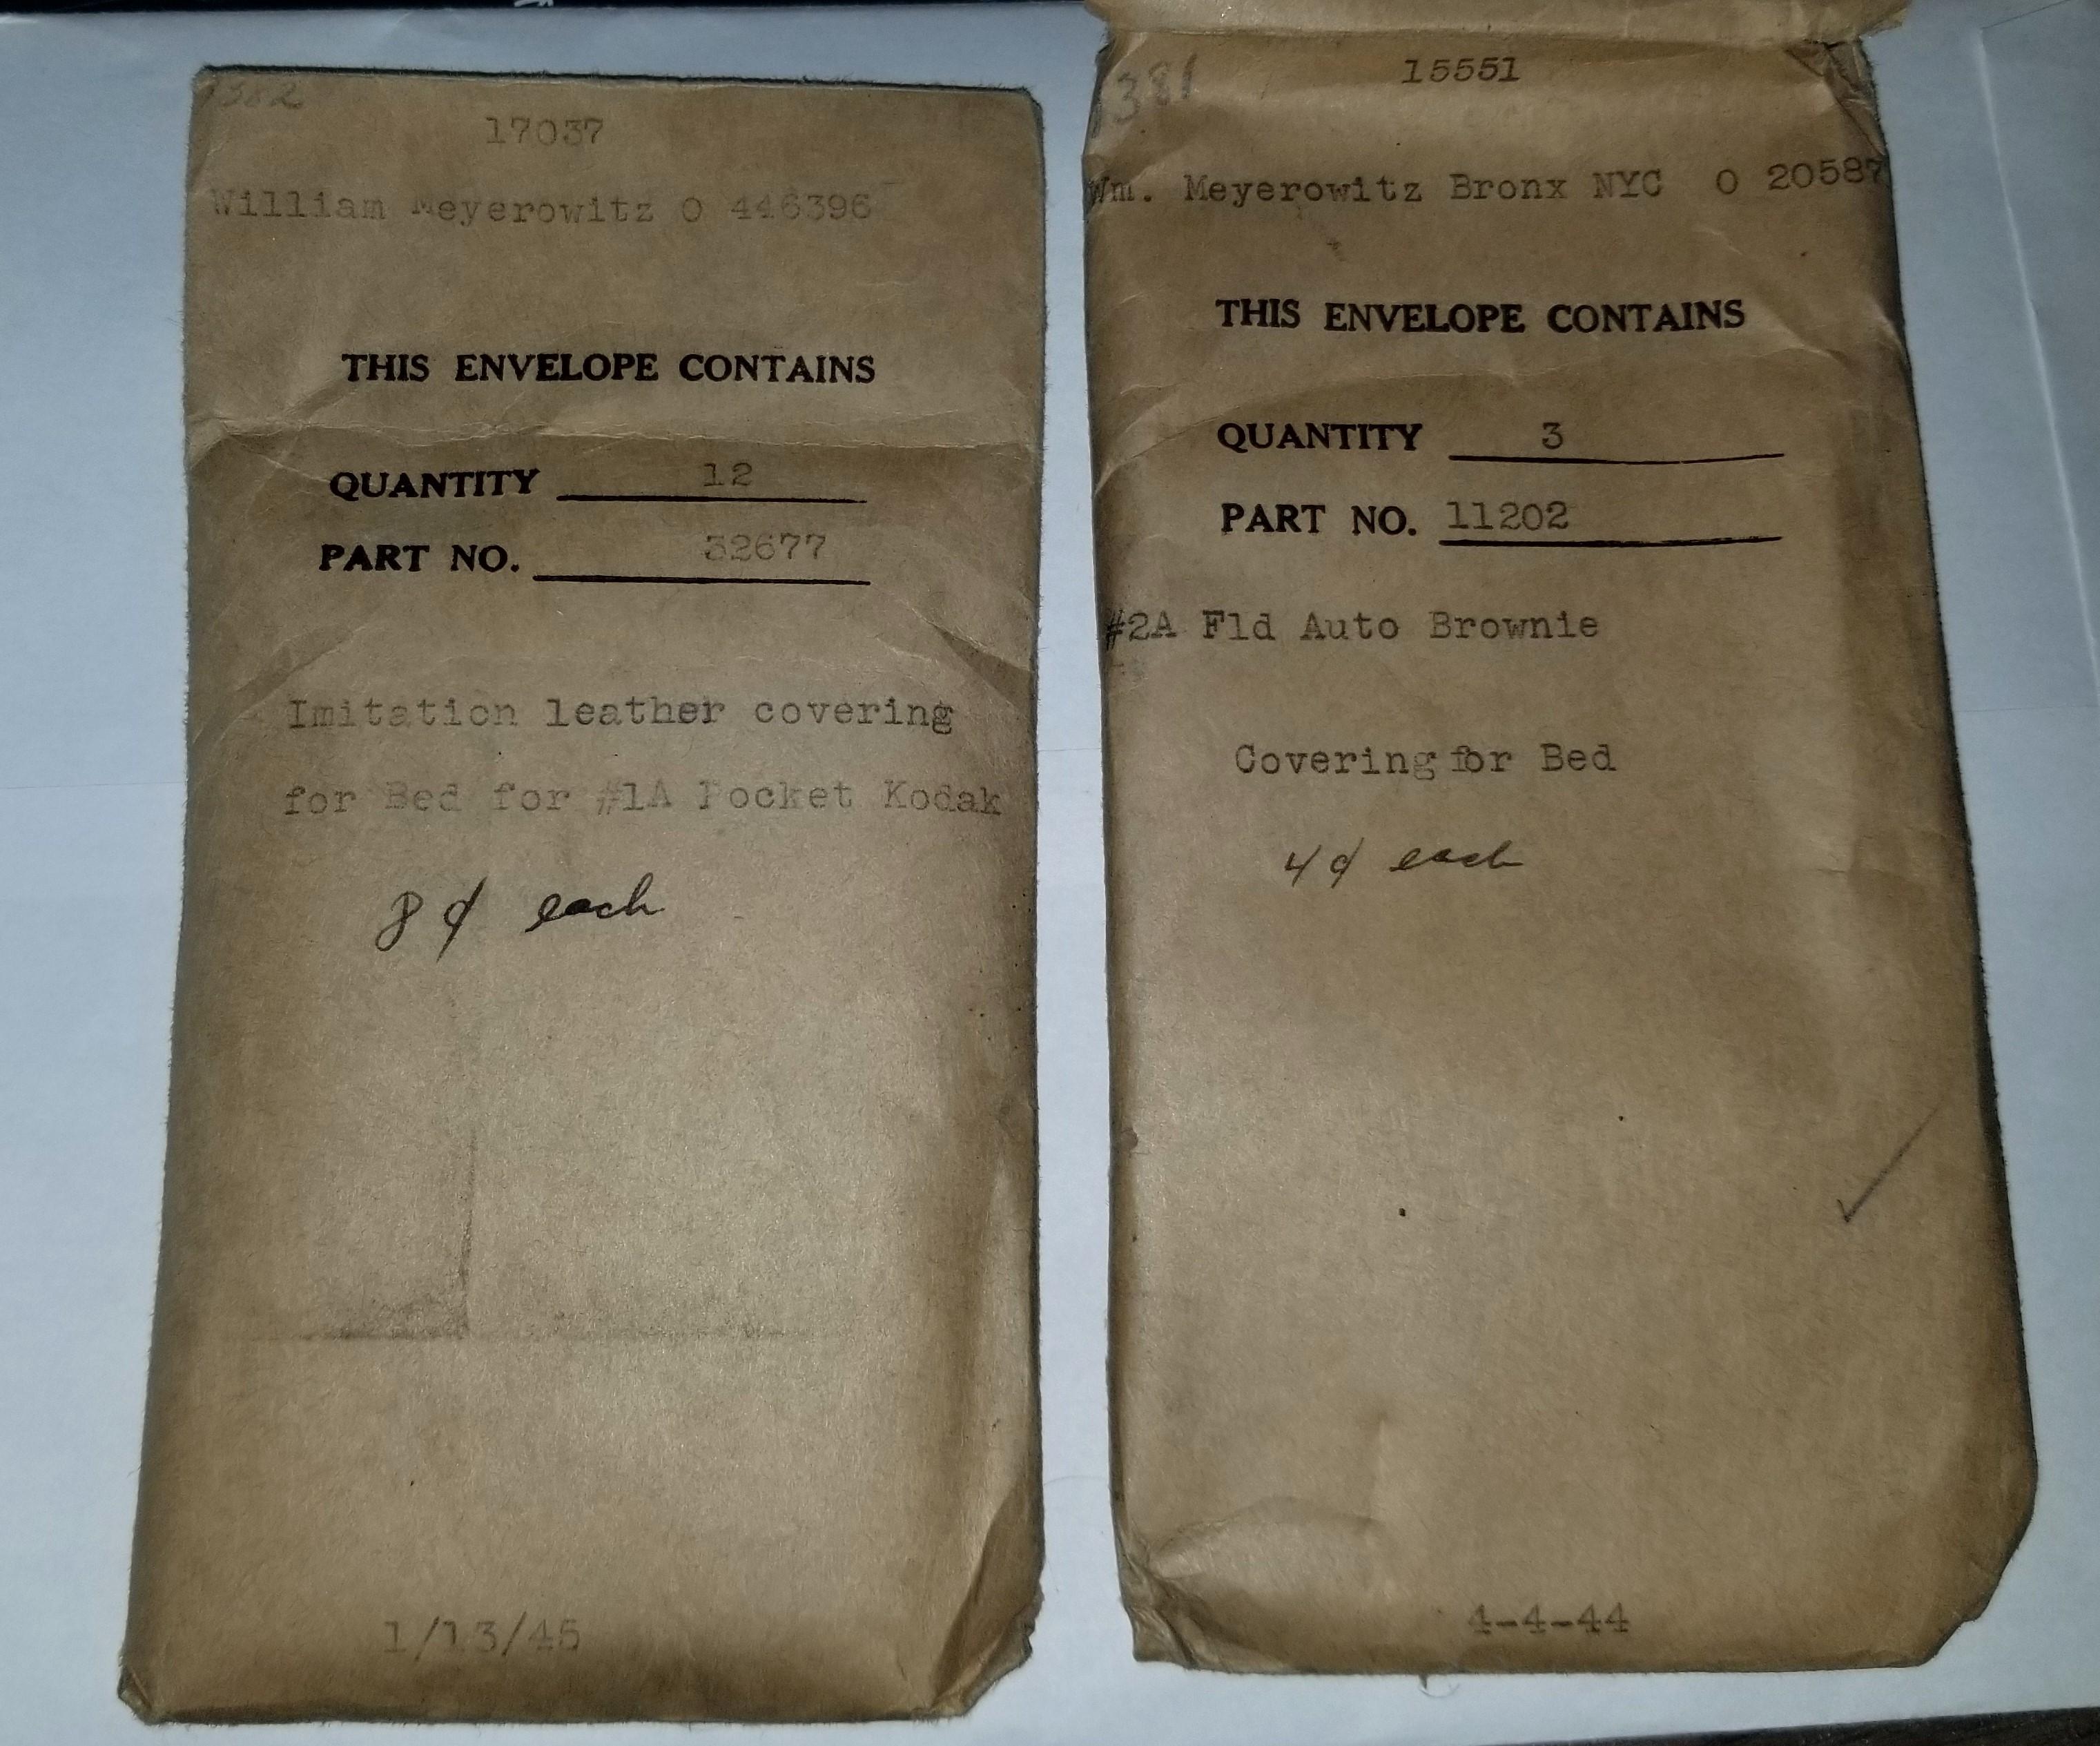 1382
17037
William Meyerowitz O 446396
THIS ENVELOPE CONTAINS
QUANTITY 12
PART NO. 32677
Imitation leather covering
for Bed for #1A Pocket Kodak
8¢ each
1/13/45
1381
15551
Wm. Meyerowitz Bronx NYC O 20587
THIS ENVELOPE CONTAINS
QUANTITY 3
PART NO. 11202
#2A Fld Auto Brownie
Covering for Bed
4¢ each
4-4-44